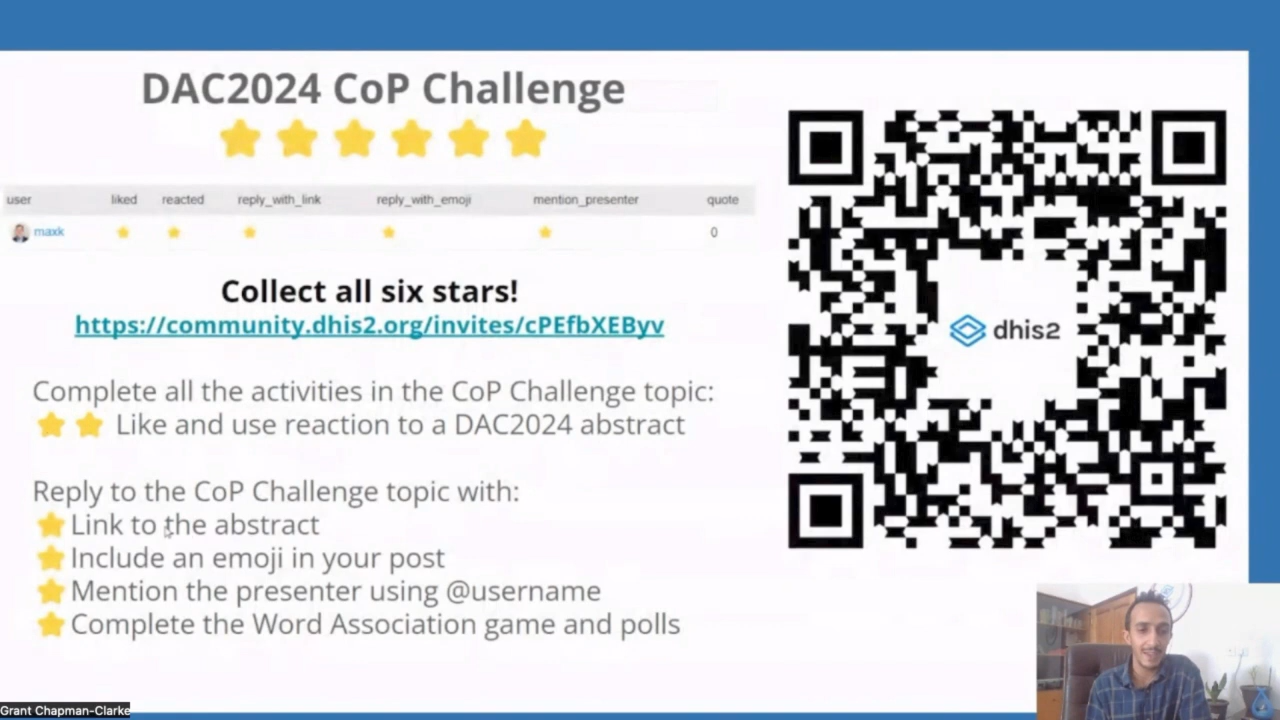 DAC2024 CoP Challenge
user liked reacted reply_with_link reply_with_emoji mention_presenter quote
maxk 0
Collect all six stars!
https://community.dhis2.org/invites/cPEfbXEByv
Complete all the activities in the CoP Challenge topic:
Like and use reaction to a DAC2024 abstract
Reply to the CoP Challenge topic with:
Link to the abstract
Include an emoji in your post
Mention the presenter using @username
Complete the Word Association game and polls
dhis2
Grant Chapman-Clarke